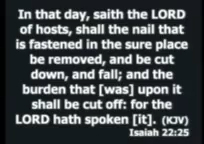 In that day, saith the LORD
of hosts, shall the nail that
is fastened in the sure place
be removed, and be cut
down, and fall; and the
burden that [was] upon it
shall be cut off: for the
LORD hath spoken [it]. (KJV)
Isaiah 22:25